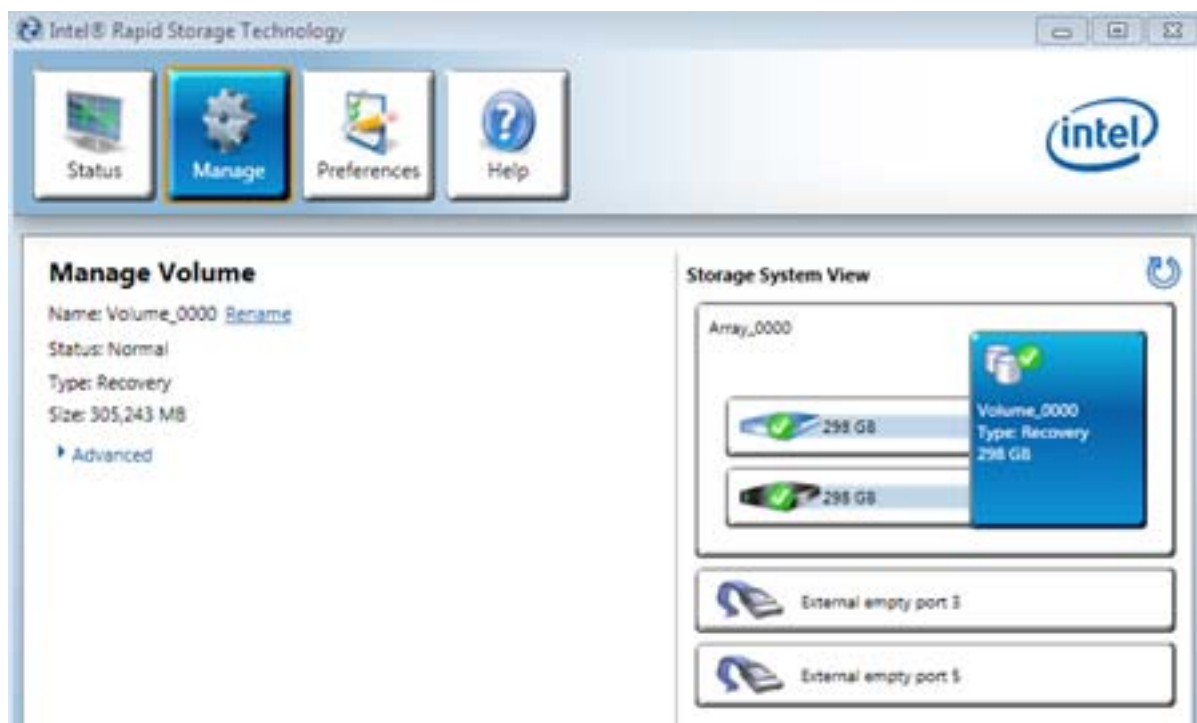 Intel® Rapid Storage Technology
Status
Manage
Preferences
Help
intel
Manage Volume
Name: Volume_0000 Rename
Status: Normal
Type: Recovery
Size: 305,243 MB
Advanced
Storage System View
Array_0000
298 GB
298 GB
Volume_0000
Type: Recovery
298 GB
External empty port 3
External empty port 5